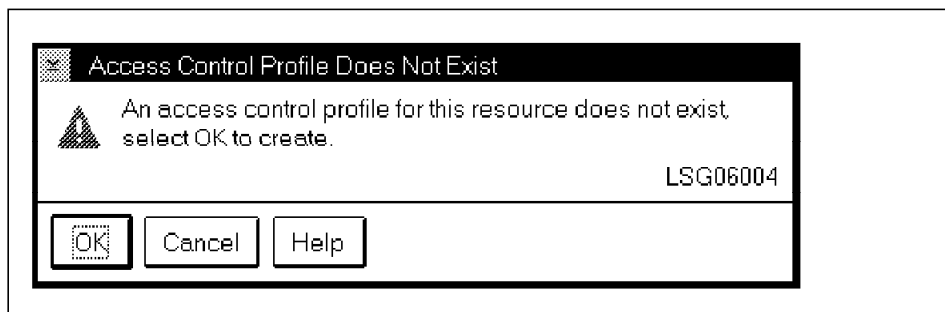 Access Control Profile Does Not Exist
An access control profile for this resource does not exist,
select OK to create.
LSG06004
OK Cancel Help